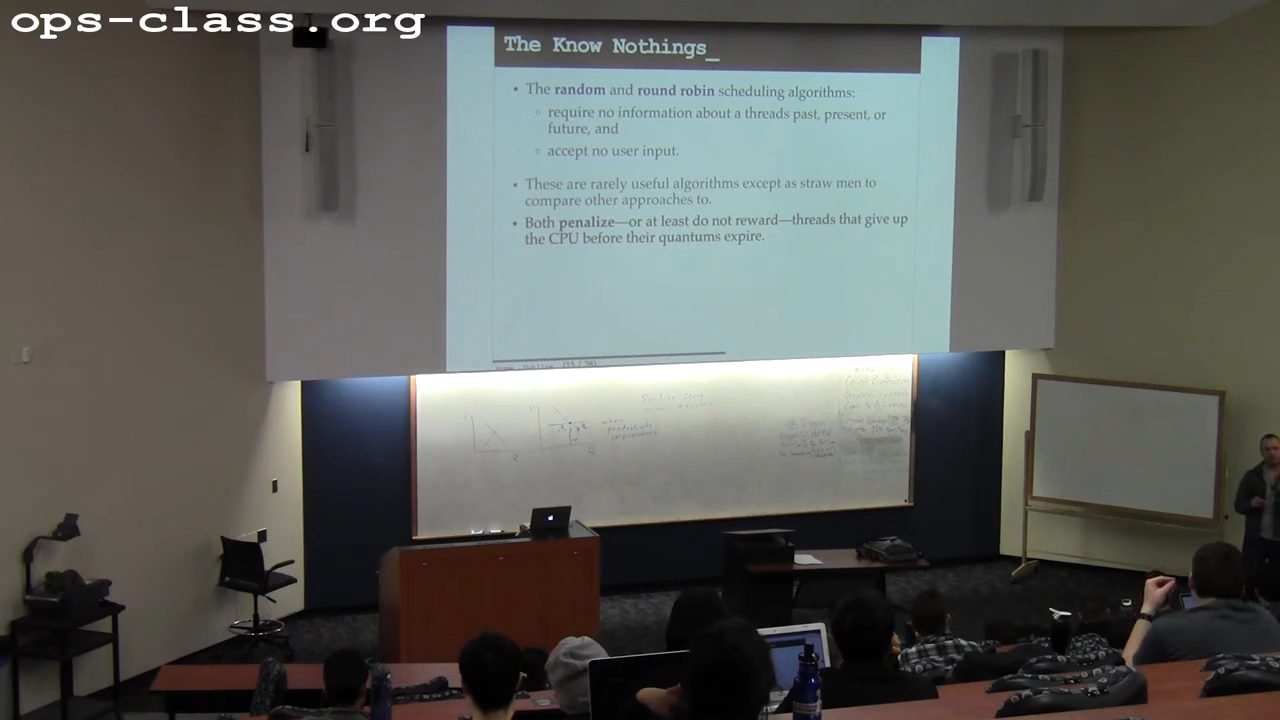 ops-class.org
The Know Nothings_
• The random and round robin scheduling algorithms:
◦ require no information about a threads past, present, or
future, and
◦ accept no user input.
• These are rarely useful algorithms except as straw men to
compare other approaches to.
• Both penalize—or at least do not reward—threads that give up
the CPU before their quantums expire.